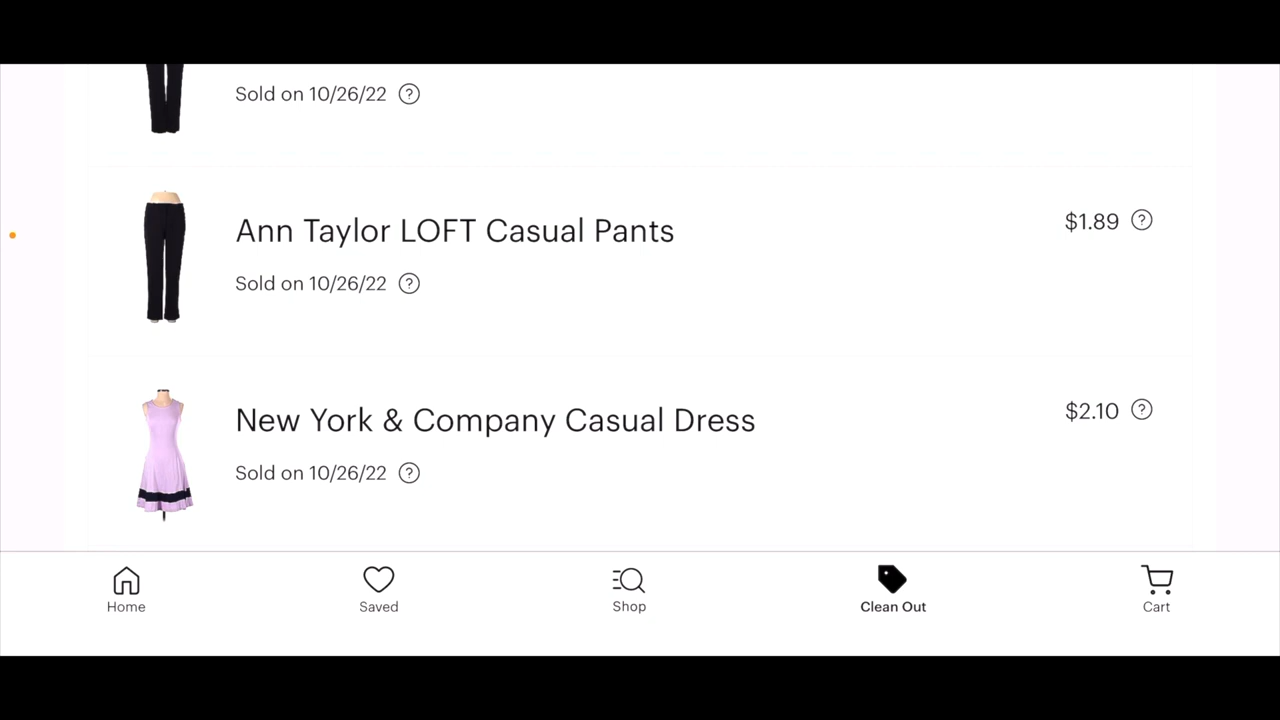 Sold on 10/26/22 ?
Ann Taylor LOFT Casual Pants
$1.89 ?
Sold on 10/26/22 ?
New York & Company Casual Dress
$2.10 ?
Sold on 10/26/22 ?
Home
Saved
Shop
Clean Out
Cart